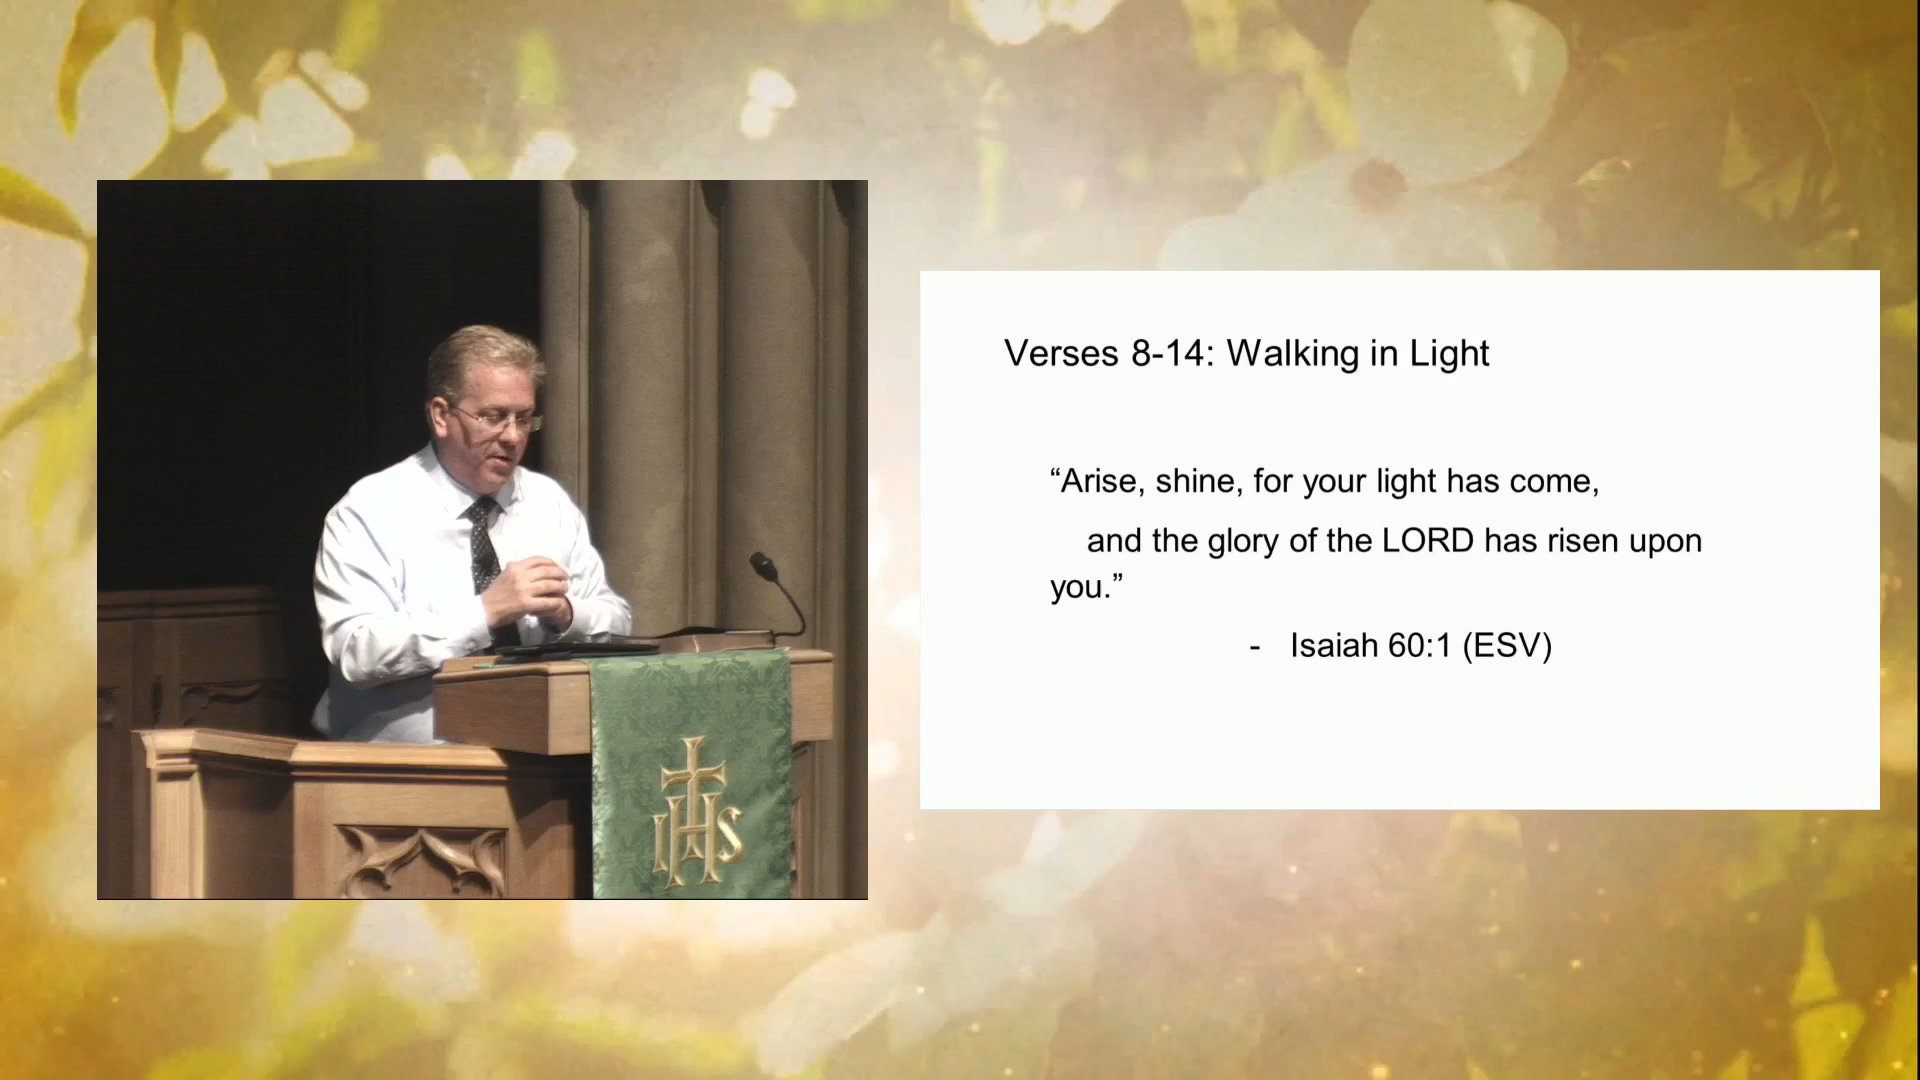 Verses 8-14: Walking in Light
“Arise, shine, for your light has come,
and the glory of the LORD has risen upon
you.”
- Isaiah 60:1 (ESV)
IHS